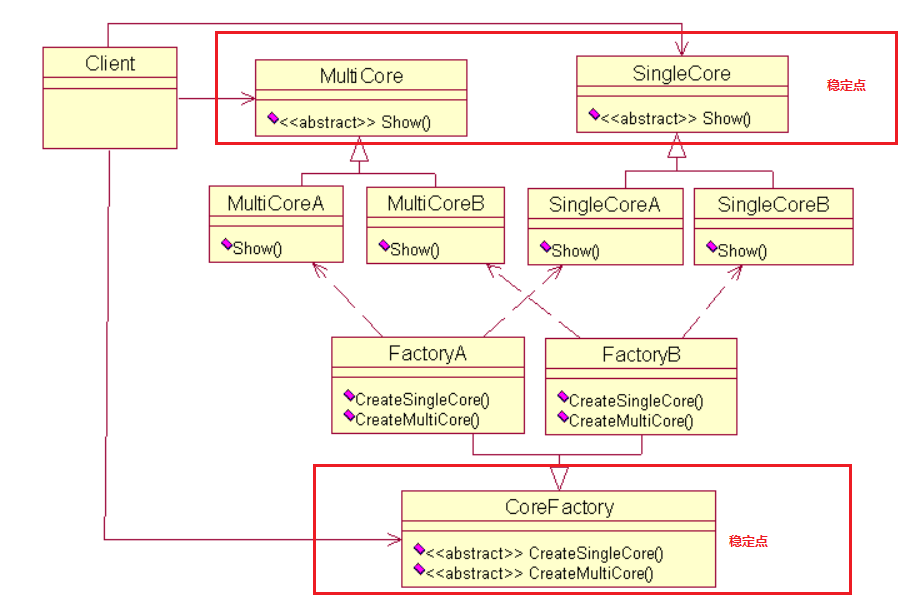 Client
MultiCore
<<abstract>> Show()
SingleCore
<<abstract>> Show()
稳定点
MultiCoreA
Show()
MultiCoreB
Show()
SingleCoreA
Show()
SingleCoreB
Show()
FactoryA
CreateSingleCore()
CreateMultiCore()
FactoryB
CreateSingleCore()
CreateMultiCore()
CoreFactory
<<abstract>> CreateSingleCore()
<<abstract>> CreateMultiCore()
稳定点